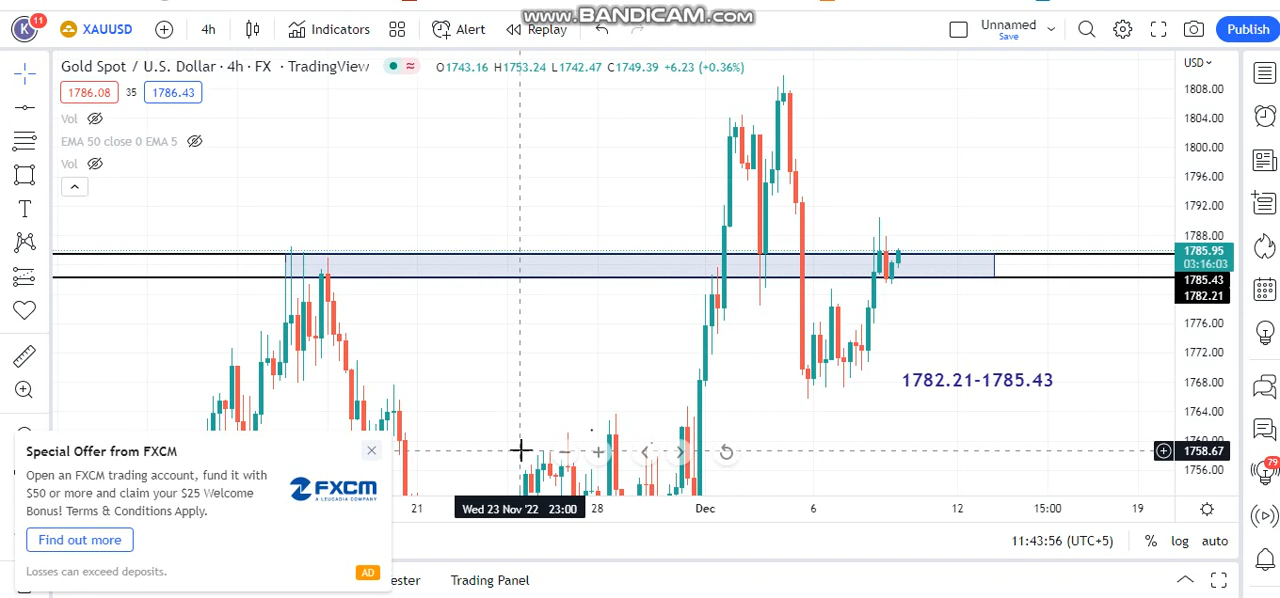 www.BANDICAM.com
K 11 XAUUSD 4h Indicators Alert Replay Unnamed Save Publish
Gold Spot / U.S. Dollar · 4h · FX · TradingView O1743.16 H1753.24 L1742.47 C1749.39 +6.23 (+0.36%) USD
1786.08 35 1786.43
Vol
EMA 50 close 0 EMA 5
Vol
1808.00
1804.00
1800.00
1796.00
1792.00
1788.00
1785.95
03:16:03
1785.43
1782.21
1776.00
1772.00
1768.00
1764.00
1760.00
1758.67
1756.00
1782.21-1785.43
Special Offer from FXCM
Open an FXCM trading account, fund it with
$50 or more and claim your $25 Welcome
Bonus! Terms & Conditions Apply.
FXCM
A LEUCADIA COMPANY
Find out more
Losses can exceed deposits. AD
21 Wed 23 Nov '22 23:00 28 Dec 6 12 15:00 19
11:43:56 (UTC+5) % log auto
ester Trading Panel
79